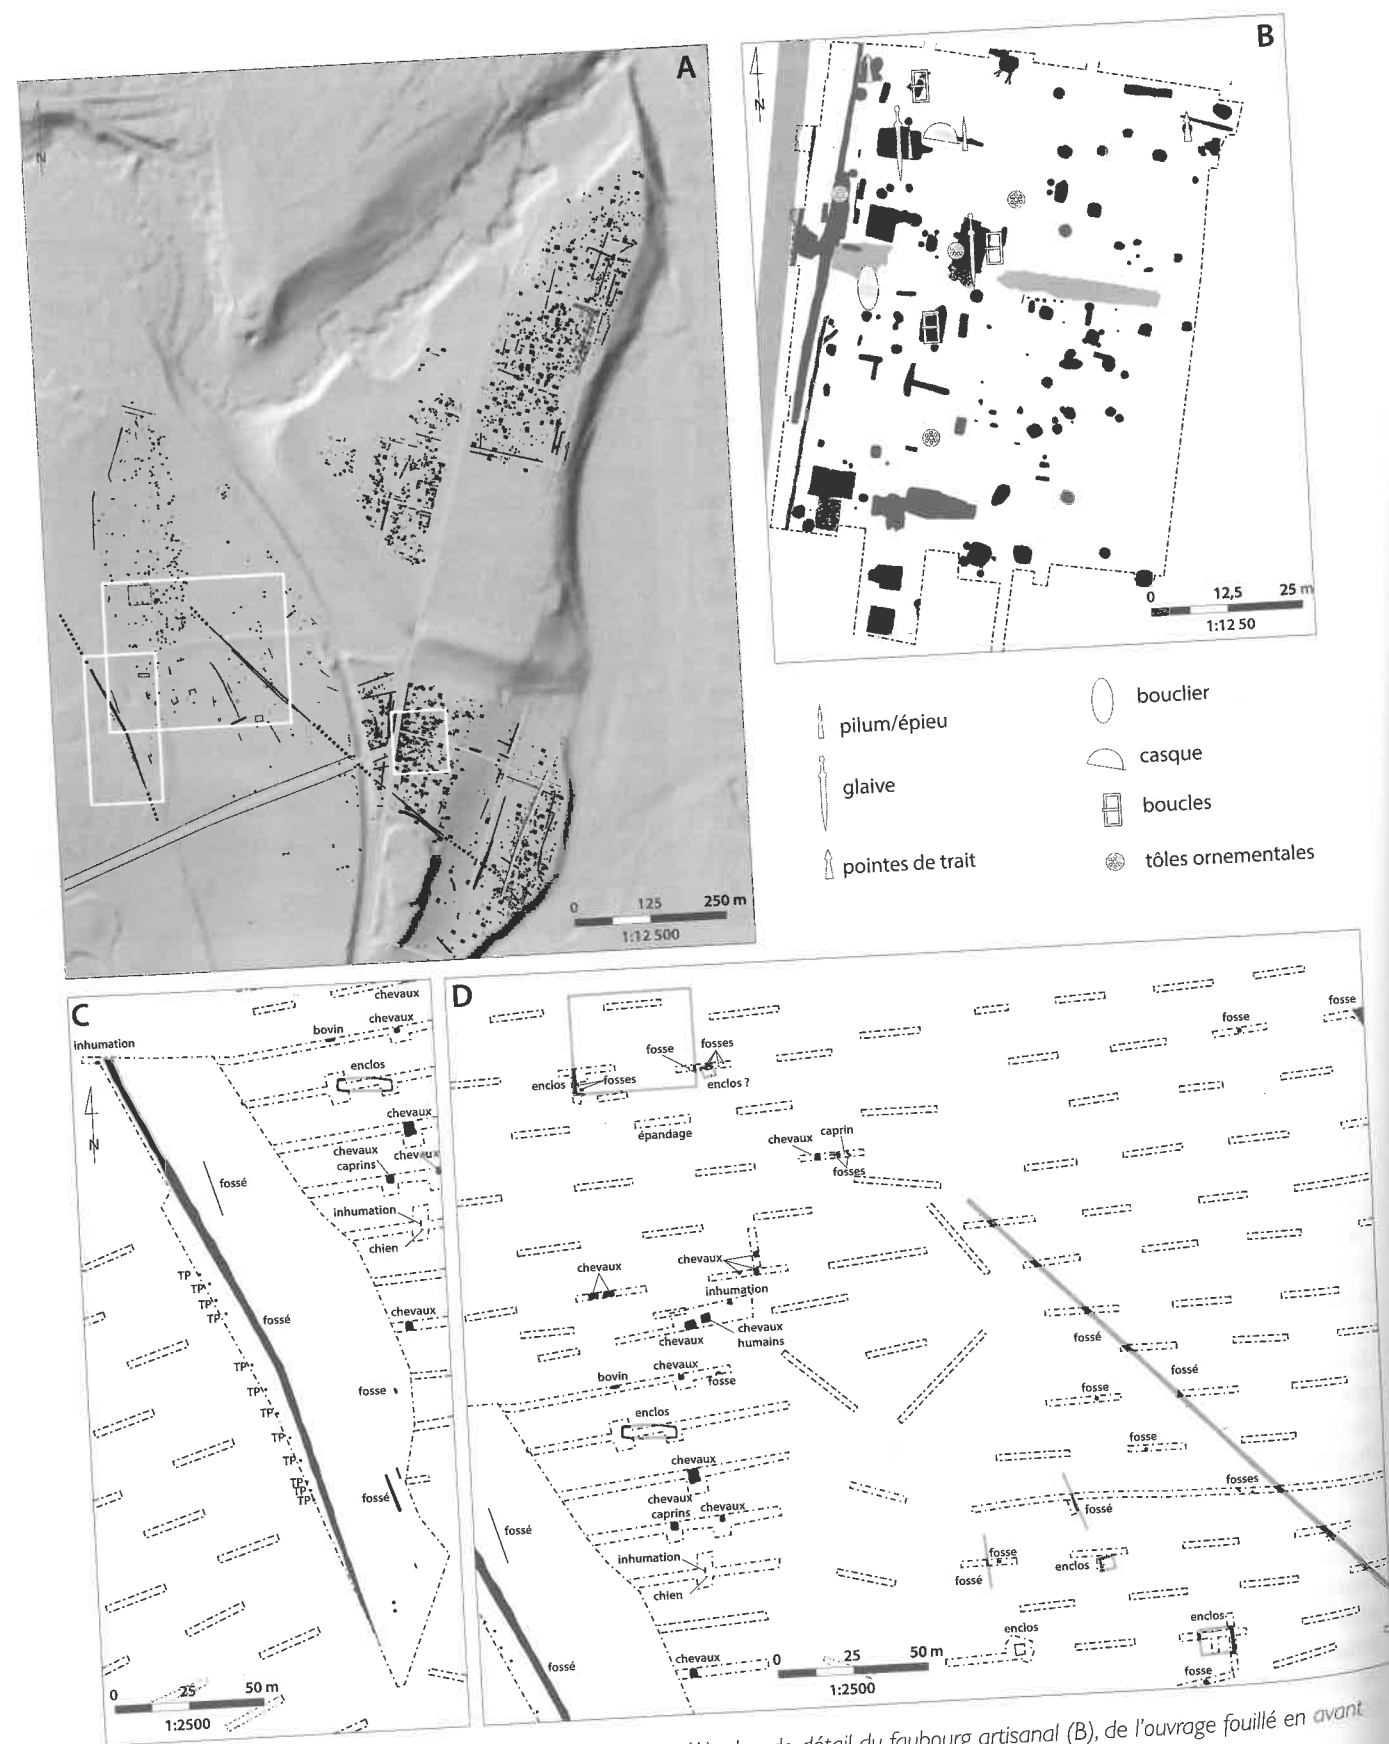 A
N
0 125 250 m
1:12 500
B
N
0 12,5 25 m
1:12 50
pilum/épieu
glaive
pointes de trait
bouclier
casque
boucles
tôles ornementales
C
chevaux
bovin
chevaux
inhumation
enclos
N
chevaux
chevaux
caprins
chevaux
fossé
inhumation
chien
TP
TP
TP
TP
fossé
chevaux
TP
TP
fosse
TP
TP
TP
TP
TP
TP
fossé
0 25 50 m
1:2500
D
fosse
fosse
fosses
fosse
enclos
fosses
enclos ?
épandage
caprin
chevaux
fosses
chevaux
chevaux
inhumation
chevaux
humains
chevaux
fossé
fossé
bovin
chevaux
fosse
fosse
enclos
fosse
chevaux
fosses
chevaux
caprins
chevaux
fossé
fossé
inhumation
fosse
enclos
chien
fossé
enclos
enclos
chevaux
fossé
fosse
0 25 50 m
1:2500
de détail du faubourg artisanal (B), de l'ouvrage fouillé en avant